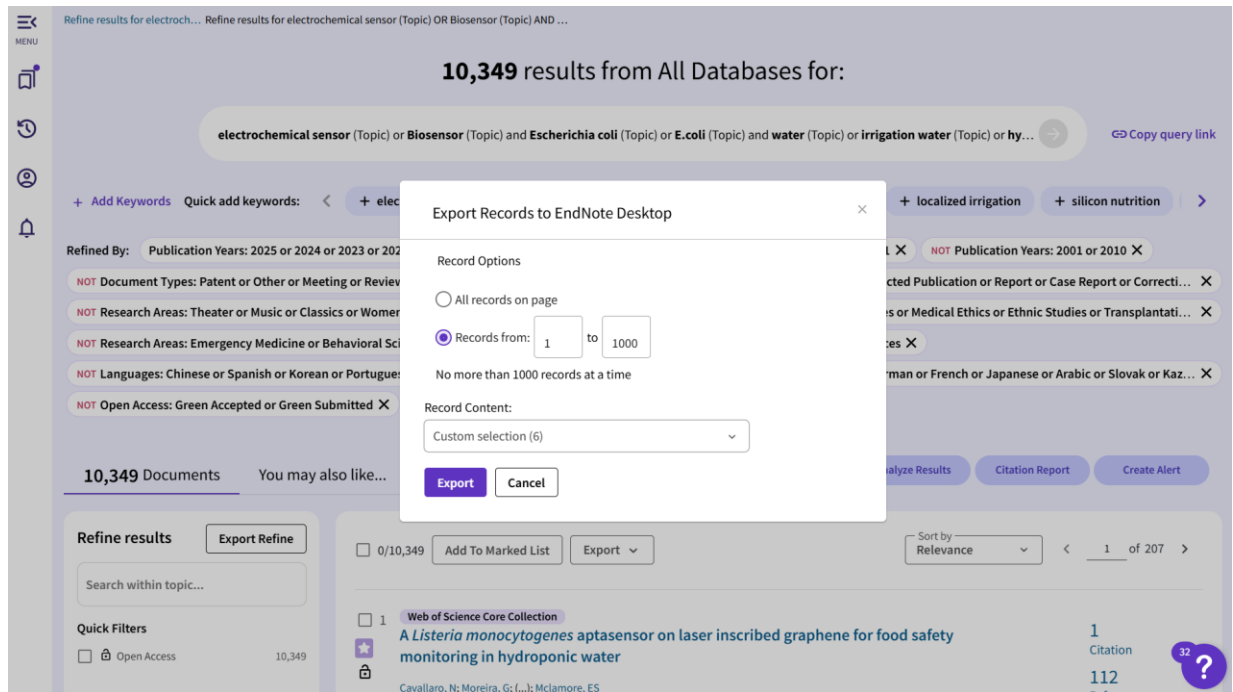 Refine results for electroch... Refine results for electrochemical sensor (Topic) OR Biosensor (Topic) AND ...
MENU
10,349 results from All Databases for:
electrochemical sensor (Topic) or Biosensor (Topic) and Escherichia coli (Topic) or E.coli (Topic) and water (Topic) or irrigation water (Topic) or hy...
Copy query link
+ Add Keywords Quick add keywords: + elec
+ localized irrigation + silicon nutrition
Refined By: Publication Years: 2025 or 2024 or 2023 or 202
NOT Publication Years: 2001 or 2010
NOT Document Types: Patent or Other or Meeting or Review
cted Publication or Report or Case Report or Correcti...
NOT Research Areas: Theater or Music or Classics or Women
es or Medical Ethics or Ethnic Studies or Transplantati...
NOT Research Areas: Emergency Medicine or Behavioral Sci
ces
NOT Languages: Chinese or Spanish or Korean or Portugue
rman or French or Japanese or Arabic or Slovak or Kaz...
NOT Open Access: Green Accepted or Green Submitted
Export Records to EndNote Desktop
Record Options
All records on page
Records from: 1 to 1000
No more than 1000 records at a time
Record Content:
Custom selection (6)
Export Cancel
10,349 Documents You may also like...
alyze Results Citation Report Create Alert
Refine results Export Refine
Search within topic...
Quick Filters
Open Access 10,349
0/10,349 Add To Marked List Export
Sort by
Relevance
1 of 207
1 Web of Science Core Collection
A Listeria monocytogenes aptasensor on laser inscribed graphene for food safety
monitoring in hydroponic water
Cavallaro, N; Moreira, G; (...); Mclamore, ES
1
Citation
112
32
?